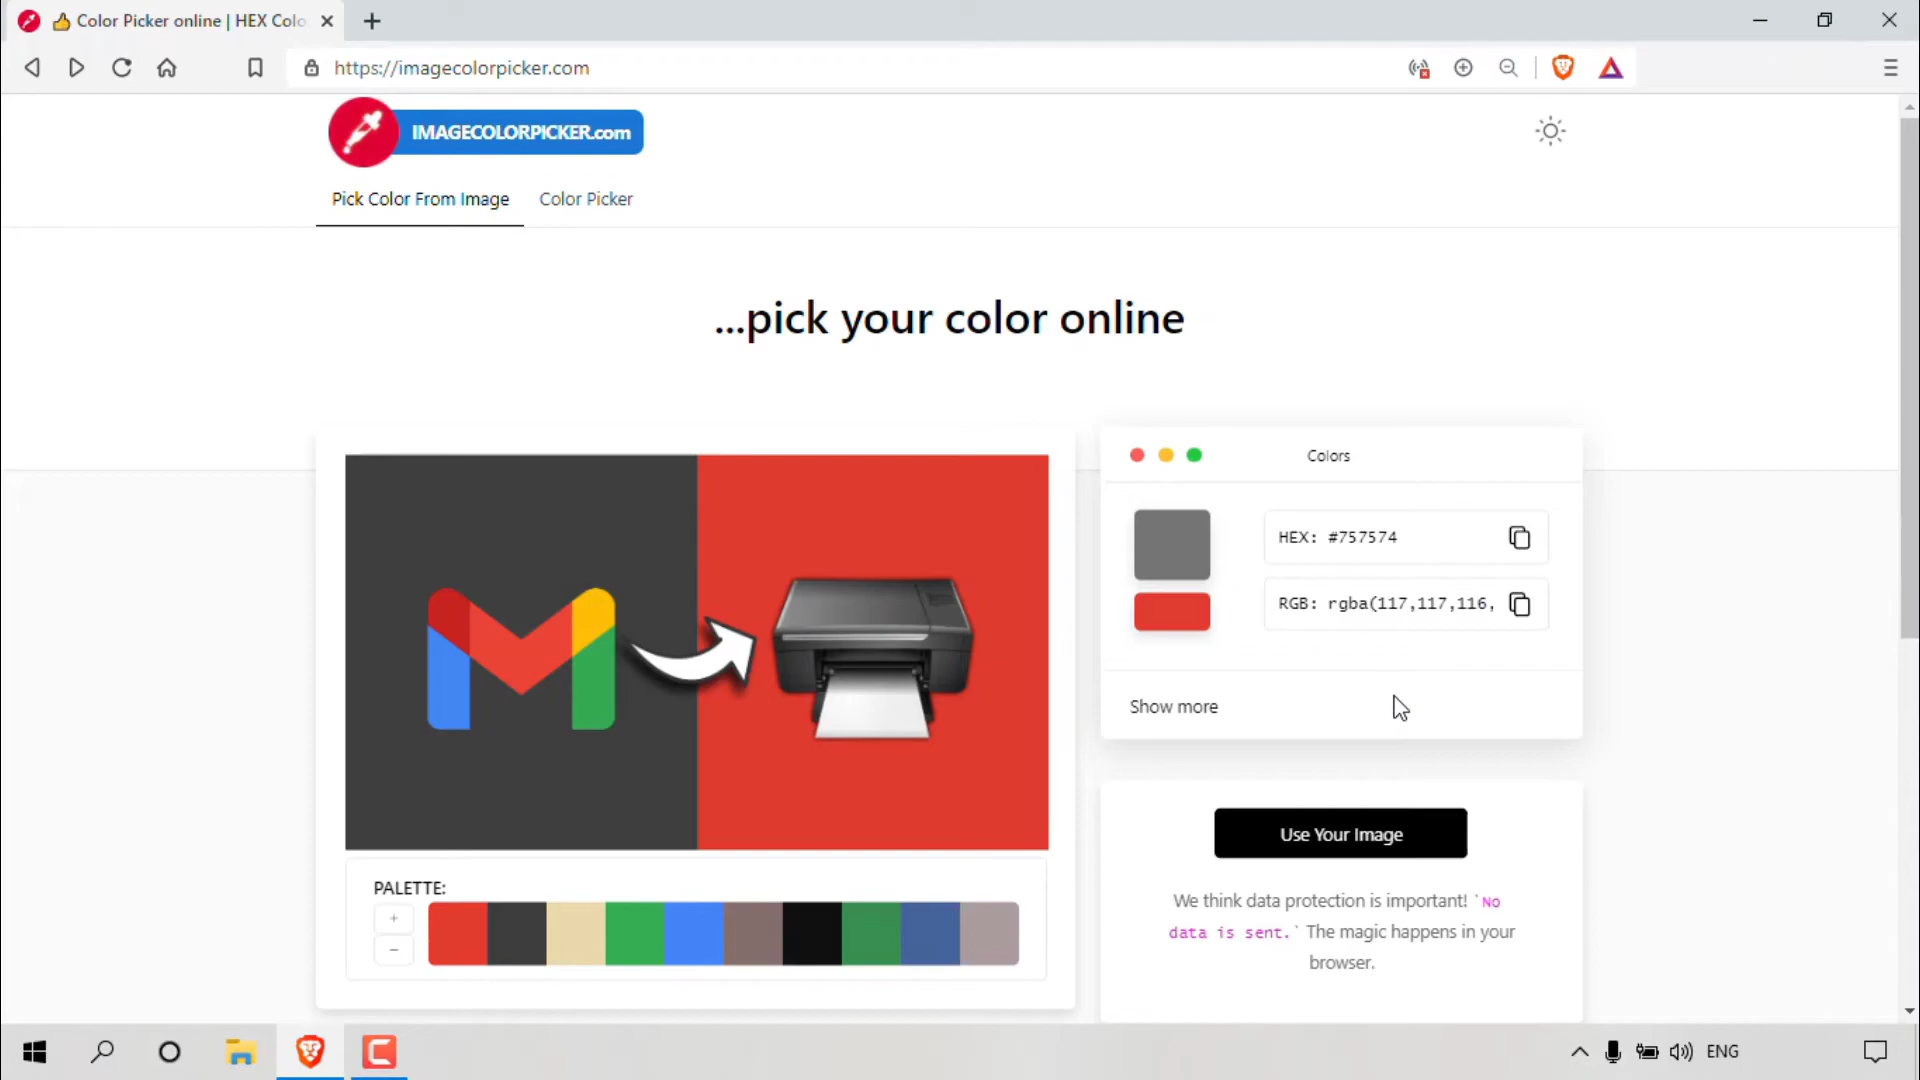 👍 Color Picker online | HEX Colo
https://imagecolorpicker.com
IMAGECOLORPICKER.com
Pick Color From Image
Color Picker
...pick your color online
Colors
HEX: #757574
RGB: rgba(117,117,116,
Show more
PALETTE:
+
−
Use Your Image
We think data protection is important! `No
data is sent.` The magic happens in your
browser.
ENG